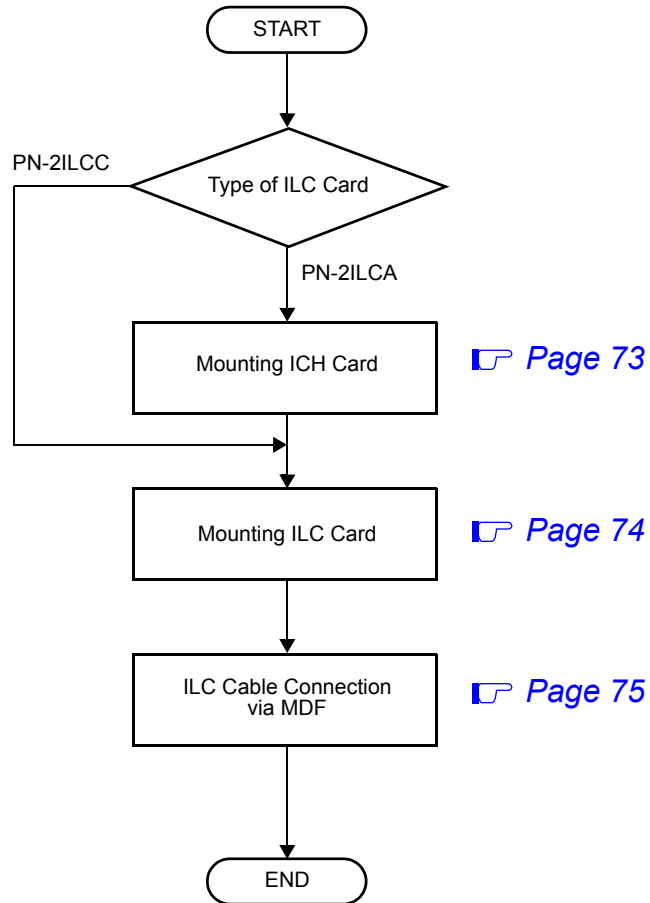 START
PN-2ILCC
Type of ILC Card
PN-2ILCA
Mounting ICH Card
Page 73
Mounting ILC Card
Page 74
ILC Cable Connection
via MDF
Page 75
END